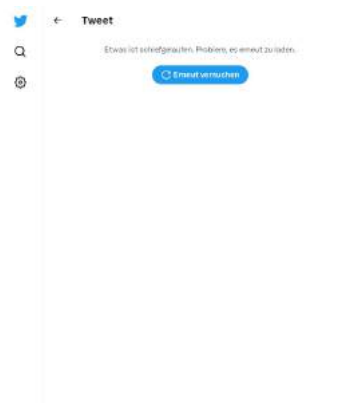 Tweet
Etwas ist schiefgelaufen. Probiere, es erneut zu laden.
Erneut versuchen